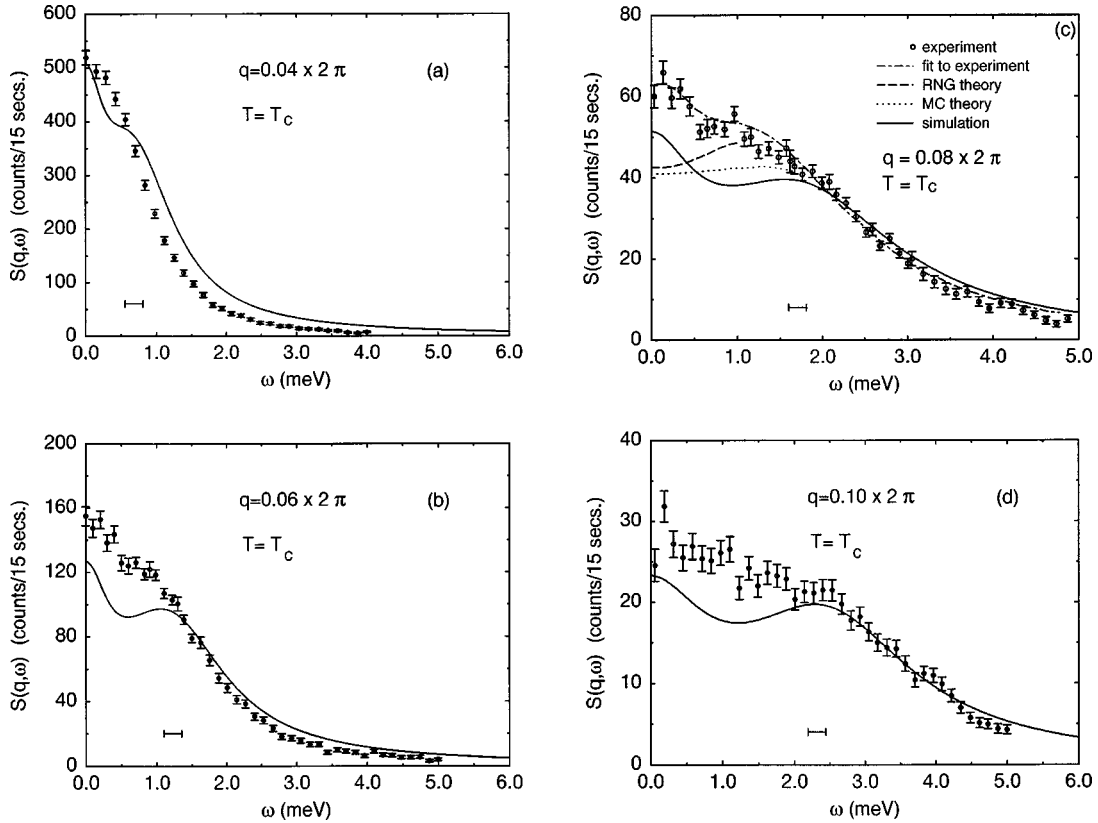 600
500
400
300
200
100
0
0.0 1.0 2.0 3.0 4.0 5.0 6.0
S(q,ω) (counts/15 secs.)
ω (meV)
(a)
q=0.04 x 2 π
T= T c
80
60
40
20
0
0.0 1.0 2.0 3.0 4.0 5.0
S(q,ω) (counts/15 secs.)
ω (meV)
(c)
experiment
fit to experiment
RNG theory
MC theory
simulation
q = 0.08 x 2 π
T = Tc
200
160
120
80
40
0
0.0 1.0 2.0 3.0 4.0 5.0 6.0
S(q,ω) (counts/15 secs.)
ω (meV)
(b)
q=0.06 x 2 π
T= T c
40
30
20
10
0
0.0 1.0 2.0 3.0 4.0 5.0 6.0
S(q,ω) (counts/15 secs.)
ω (meV)
(d)
q=0.10 x 2 π
T= T c